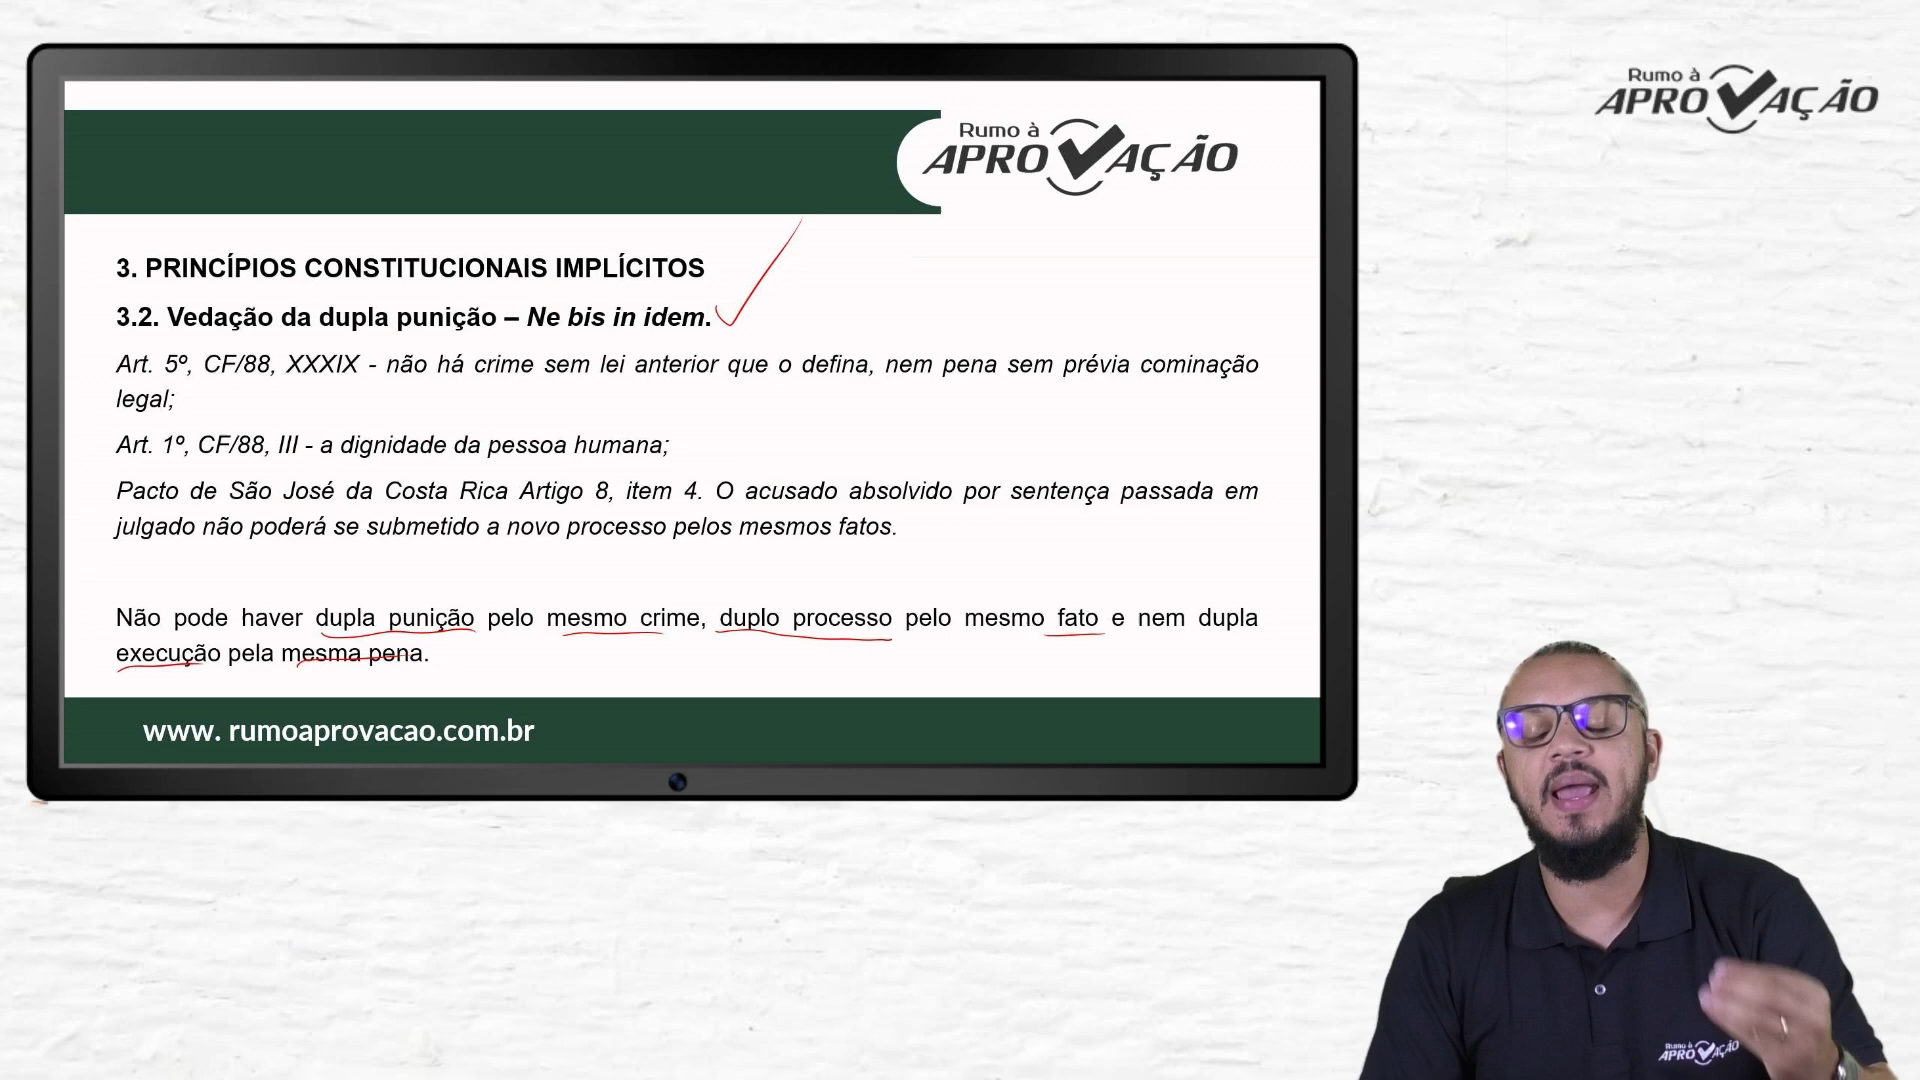 Rumo à
APROVAÇÃO
Rumo à
APROVAÇÃO
3. PRINCÍPIOS CONSTITUCIONAIS IMPLÍCITOS
3.2. Vedação da dupla punição – Ne bis in idem.
Art. 5º, CF/88, XXXIX - não há crime sem lei anterior que o defina, nem pena sem prévia cominação
legal;
Art. 1º, CF/88, III - a dignidade da pessoa humana;
Pacto de São José da Costa Rica Artigo 8, item 4. O acusado absolvido por sentença passada em
julgado não poderá se submetido a novo processo pelos mesmos fatos.
Não pode haver dupla punição pelo mesmo crime, duplo processo pelo mesmo fato e nem dupla
execução pela mesma pena.
www. rumoaprovacao.com.br
Rumo à
APROVAÇÃO